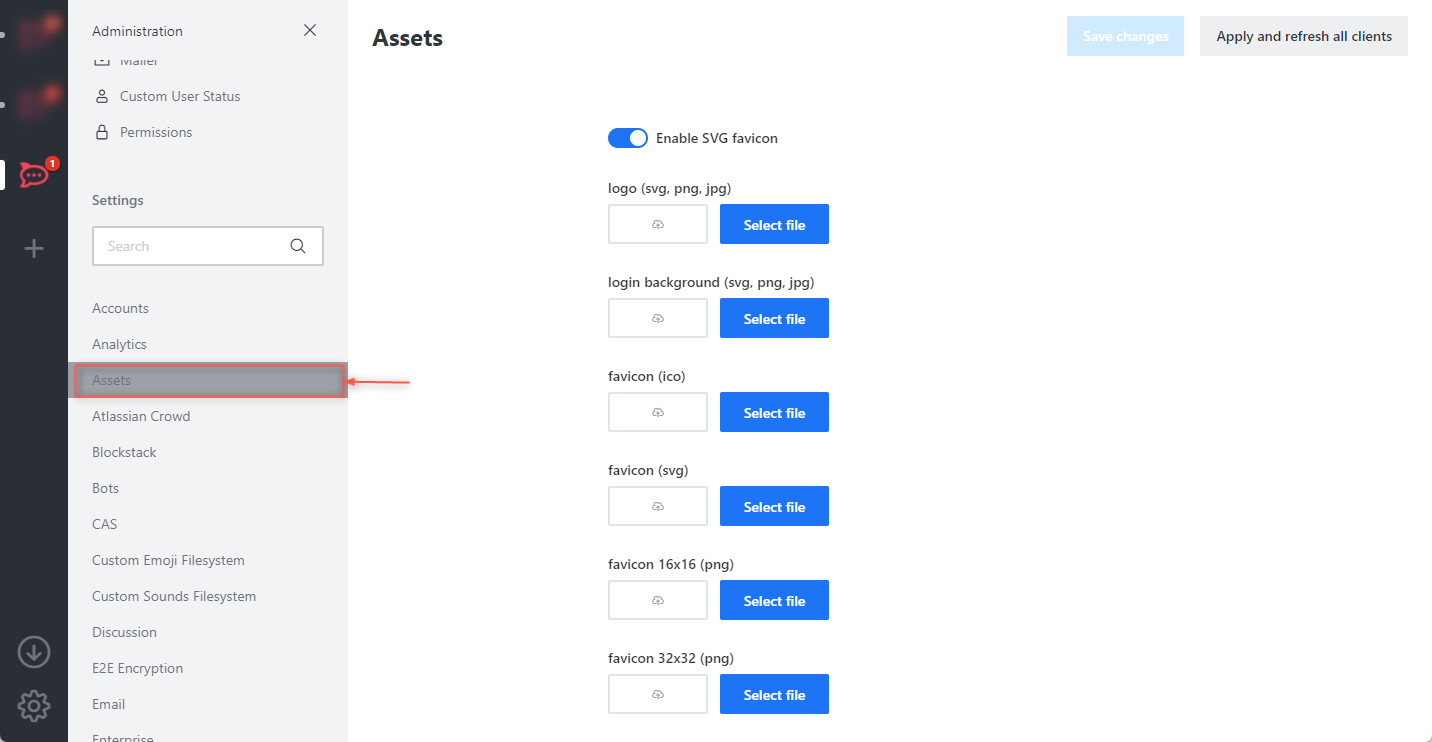 Administration
Mailer
Custom User Status
Permissions
1
Settings
Search
Accounts
Analytics
Assets
Atlassian Crowd
Blockstack
Bots
CAS
Custom Emoji Filesystem
Custom Sounds Filesystem
Discussion
E2E Encryption
Email
Enterprise
Assets
Save changes
Apply and refresh all clients
Enable SVG favicon
logo (svg, png, jpg)
Select file
login background (svg, png, jpg)
Select file
favicon (ico)
Select file
favicon (svg)
Select file
favicon 16x16 (png)
Select file
favicon 32x32 (png)
Select file